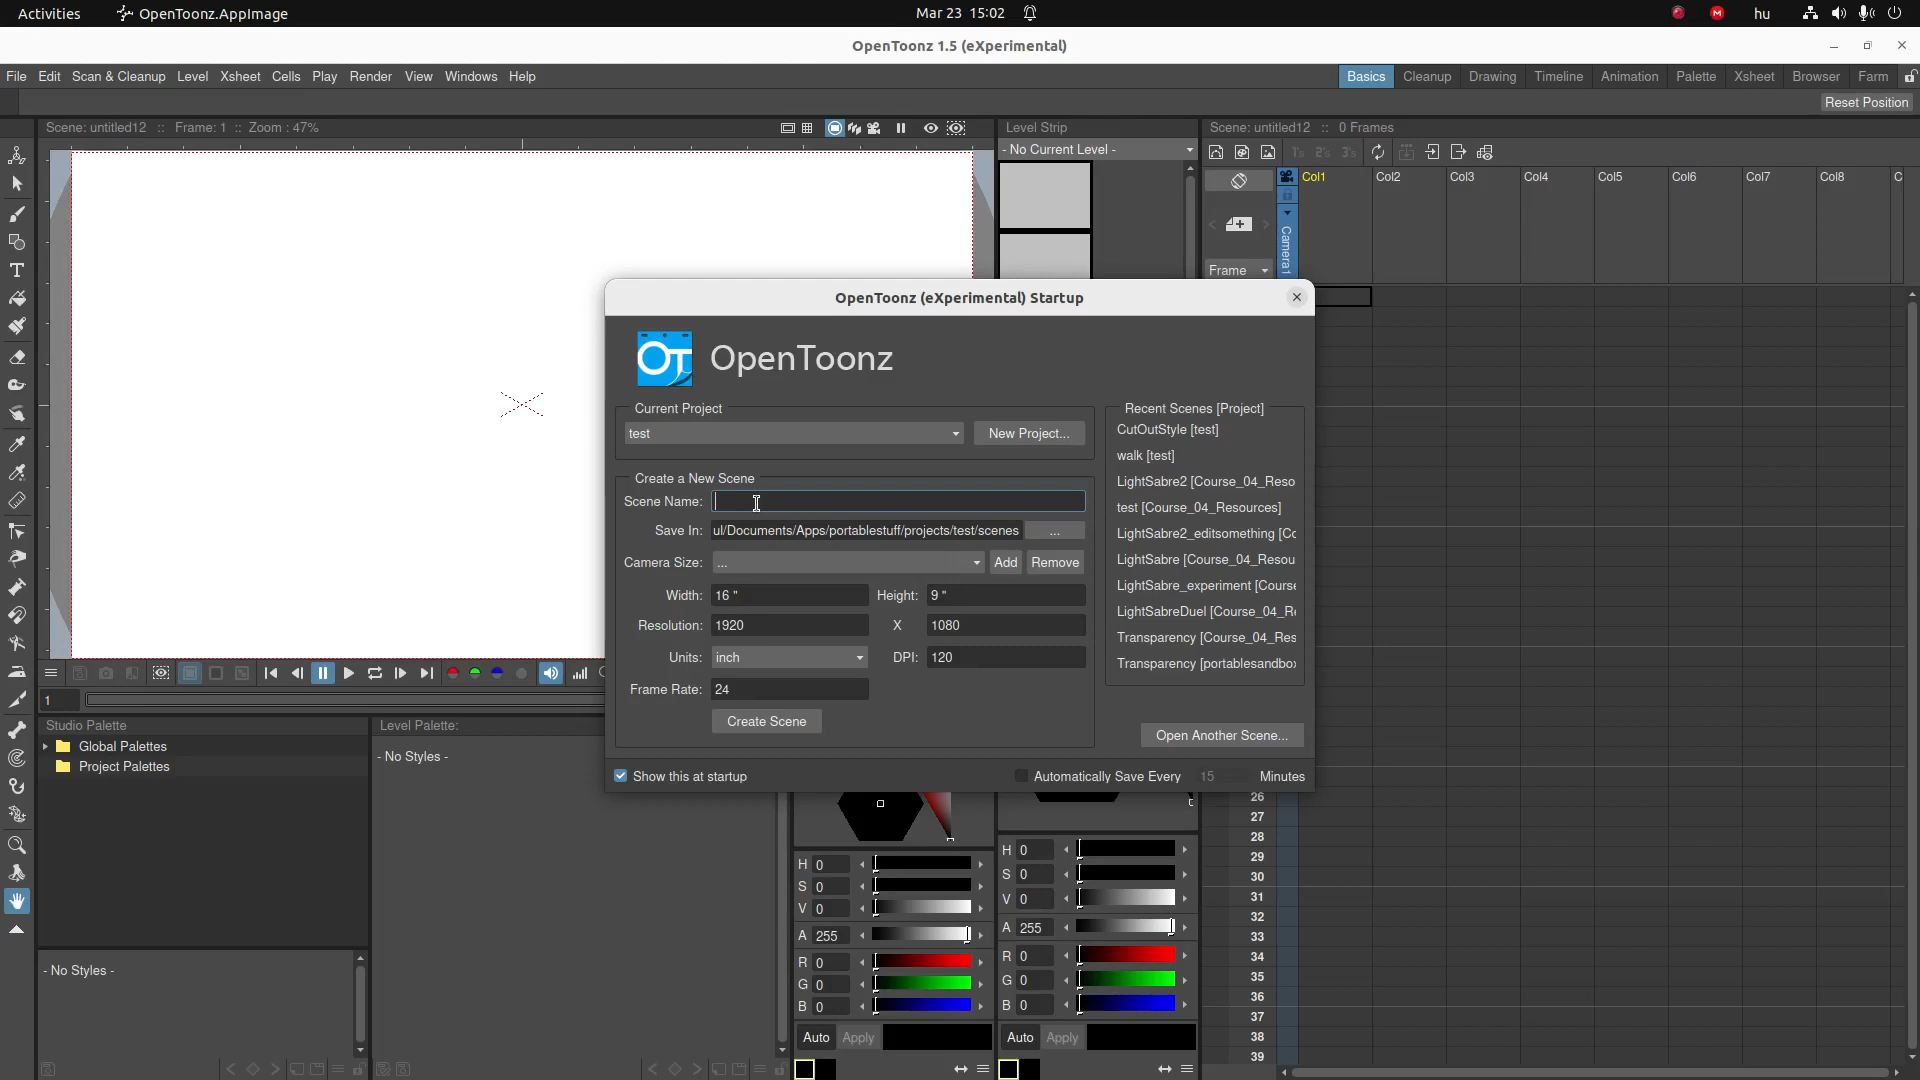 Activities OpenToonz.AppImage Mar 23 15:02 hu
OpenToonz 1.5 (eXperimental)
File Edit Scan & Cleanup Level Xsheet Cells Play Render View Windows Help Basics Cleanup Drawing Timeline Animation Palette Xsheet Browser Farm
Reset Position
Scene: untitled12 :: Frame: 1 :: Zoom : 47% Level Strip Scene: untitled12 :: 0 Frames
- No Current Level -
1's 2's 3's
Col1 Col2 Col3 Col4 Col5 Col6 Col7 Col8 C
Camera1
Frame
OpenToonz (eXperimental) Startup
OpenToonz
Current Project
test New Project...
Create a New Scene
Scene Name:
Save In: ul/Documents/Apps/portablestuff/projects/test/scenes ...
Camera Size: ... Add Remove
Width: 16 " Height: 9 "
Resolution: 1920 X 1080
Units: inch DPI: 120
Frame Rate: 24
Create Scene
Recent Scenes [Project]
CutOutStyle [test]
walk [test]
LightSabre2 [Course_04_Reso
test [Course_04_Resources]
LightSabre2_editsomething [Co
LightSabre [Course_04_Resou
LightSabre_experiment [Course
LightSabreDuel [Course_04_Re
Transparency [Course_04_Res
Transparency [portablesandbox
Open Another Scene...
Show this at startup Automatically Save Every 15 Minutes
1
Studio Palette Level Palette:
Global Palettes
Project Palettes
- No Styles -
- No Styles -
H 0
S 0
V 0
A 255
R 0
G 0
B 0
Auto Apply
H 0
S 0
V 0
A 255
R 0
G 0
B 0
Auto Apply
26
27
28
29
30
31
32
33
34
35
36
37
38
39